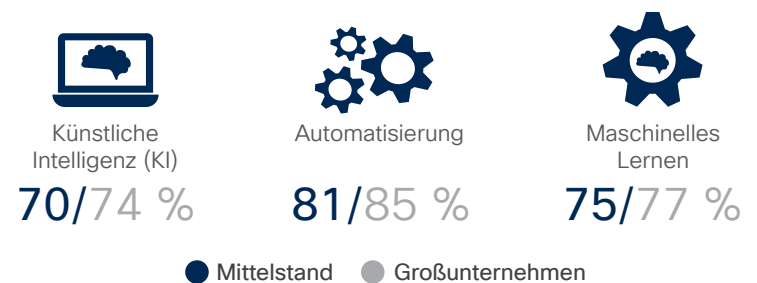 Künstliche
Intelligenz (KI)
70/74 %
Automatisierung
81/85 %
Maschinelles
Lernen
75/77 %
Mittelstand
Großunternehmen